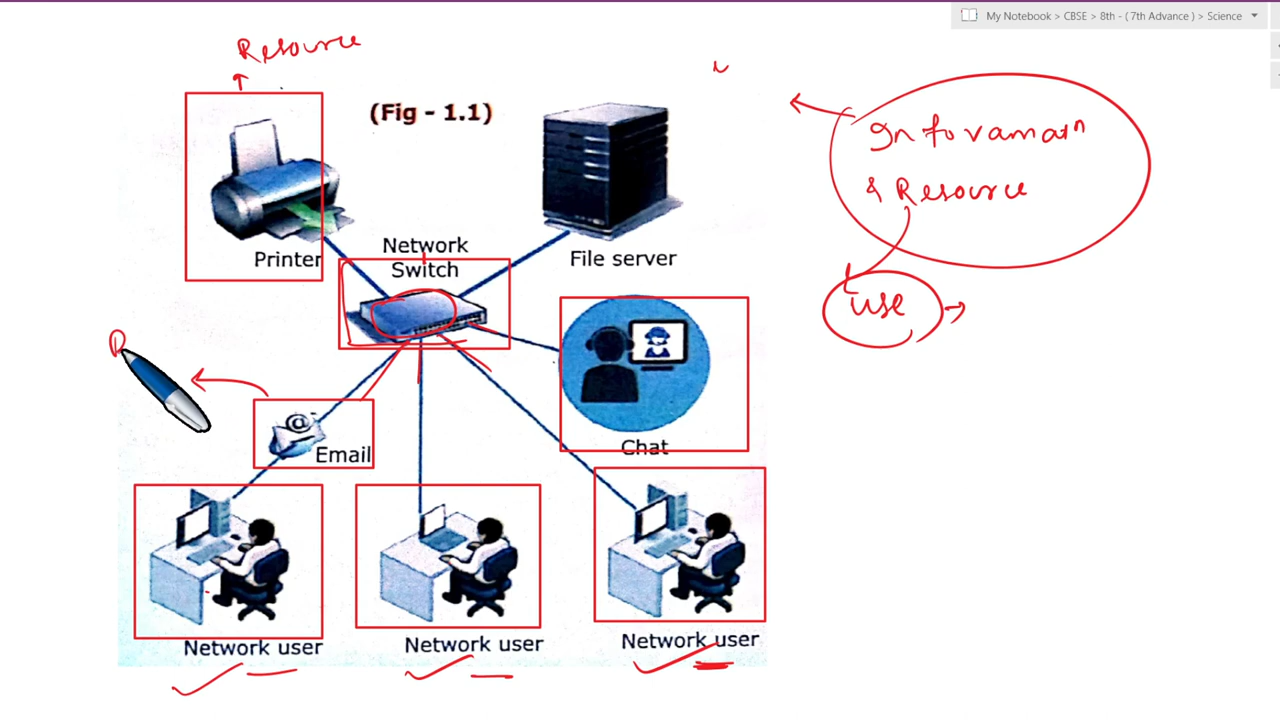 My Notebook > CBSE > 8th - ( 7th Advance ) > Science
Resource
(Fig - 1.1)
Printer
Network
Switch
File server
Email
Chat
Network user
Network user
Network user
& Resource
use